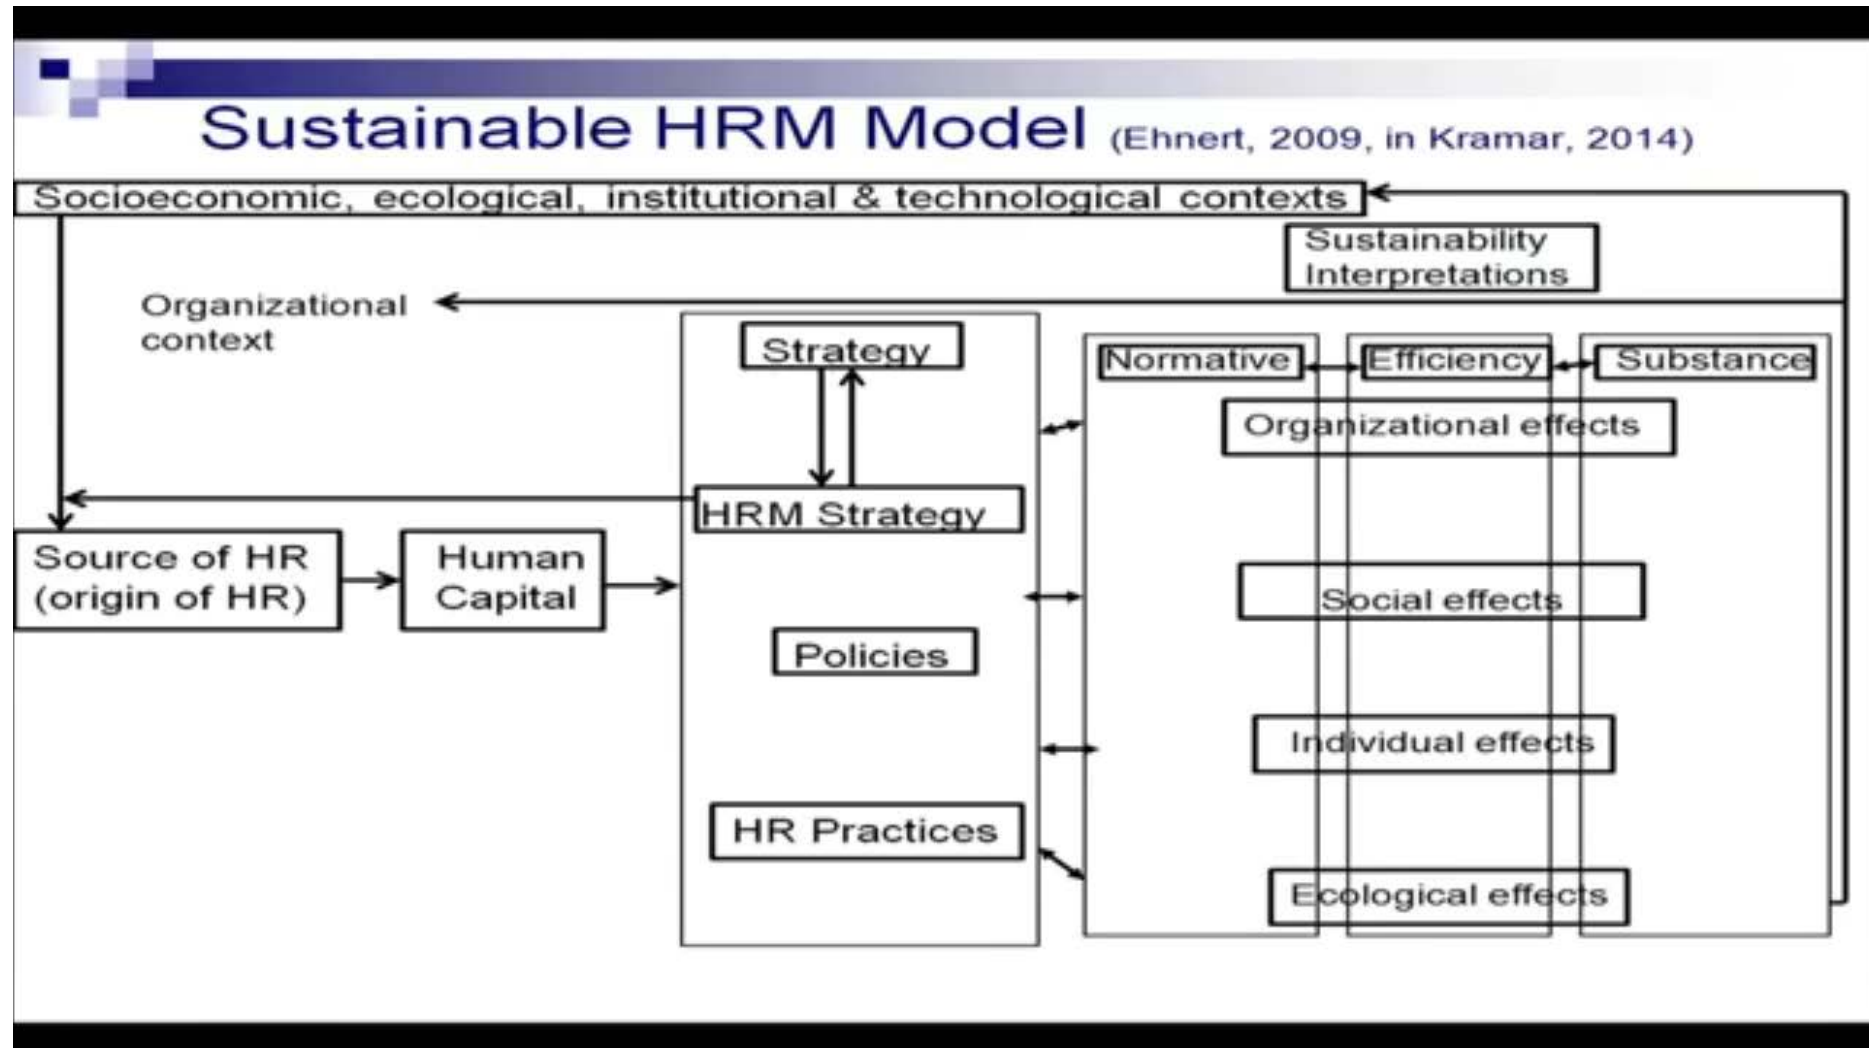 Sustainable HRM Model (Ehnert, 2009, in Kramar, 2014)
Socioeconomic, ecological, institutional & technological contexts
Sustainability
Interpretations
Organizational
context
Strategy
Normative
Efficiency
Substance
Organizational effects
HRM Strategy
Source of HR
(origin of HR)
Human
Capital
Social effects
Policies
Individual effects
HR Practices
Ecological effects